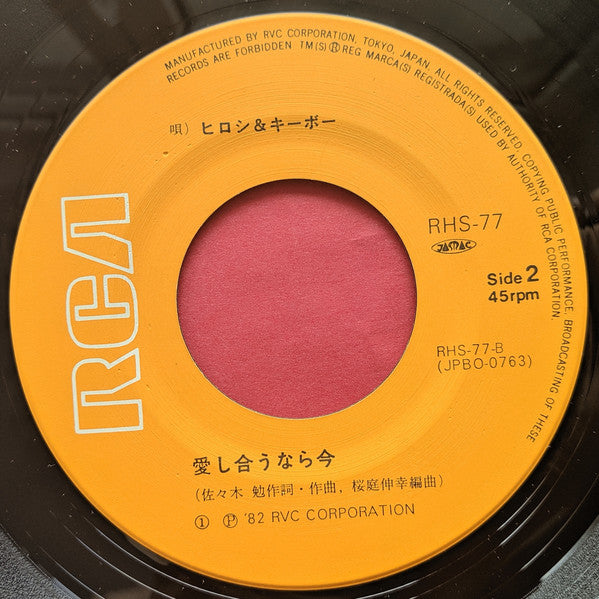 MANUFACTURED BY RVC CORPORATION, TOKYO, JAPAN. ALL RIGHTS RESERVED. COPYING PUBLIC PERFORMANCE, BROADCASTING OF THESE
RECORDS ARE FORBIDDEN TM(S)®REG MARCA(S) REGISTRADA(S) USED BY AUTHORITY OF RCA CORPORATION.
唄) ヒロシ&キーボー
RCA
RHS-77
JASRAC
Side 2
45rpm
RHS-77-B
(JPBO-0763)
愛し合うなら今
(佐々木 勉作詞・作曲, 桜庭伸幸編曲)
① Ⓟ '82 RVC CORPORATION